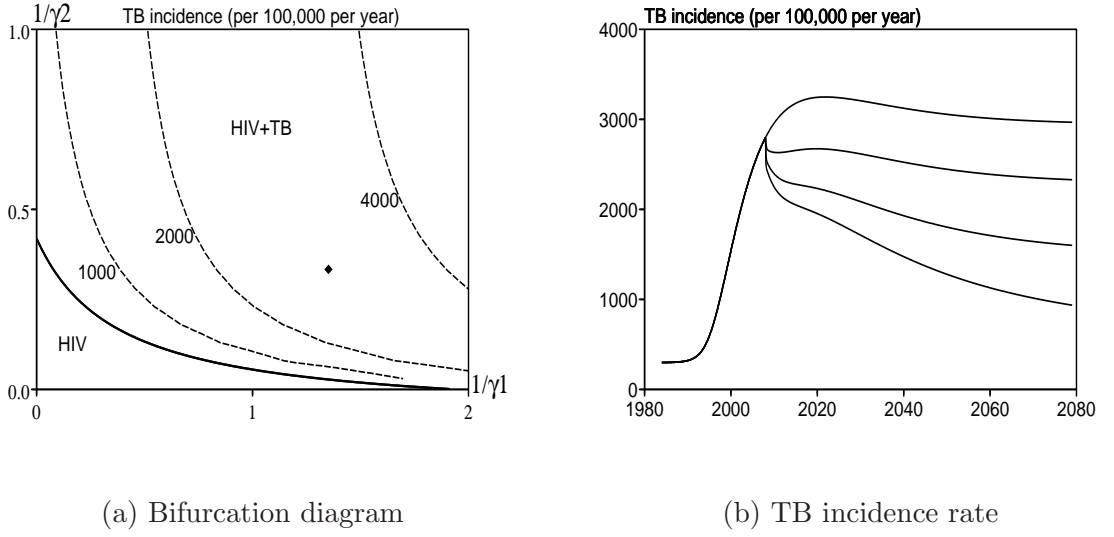 1/γ2
TB incidence (per 100,000 per year)
1.0
HIV+TB
4000
0.5
2000
1000
HIV
0.0
1/γ1
0
1
2
(a) Bifurcation diagram
TB incidence (per 100,000 per year)
4000
3000
2000
1000
0
1980
2000
2020
2040
2060
2080
(b) TB incidence rate